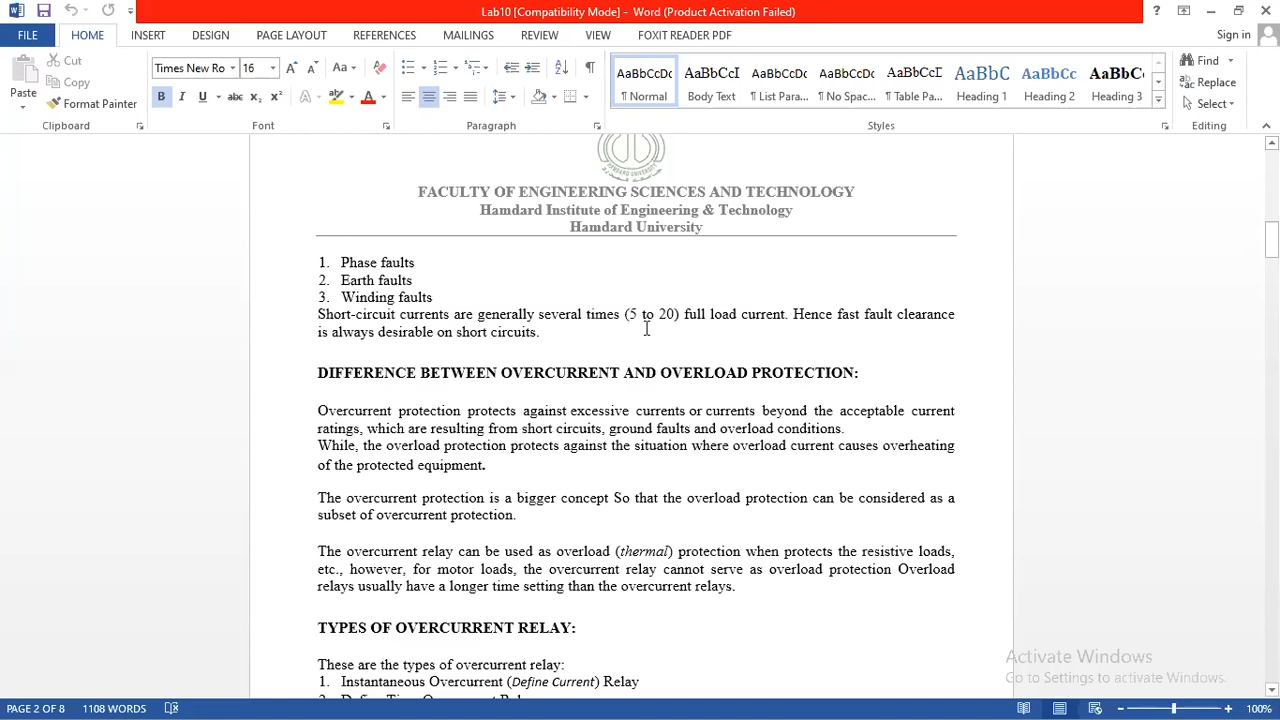 Lab10 [Compatibility Mode] - Word (Product Activation Failed)
FILE HOME INSERT DESIGN PAGE LAYOUT REFERENCES MAILINGS REVIEW VIEW FOXIT READER PDF Sign in
Paste Cut Copy Format Painter
Times New Ro 16
AaBbCcDc AaBbCcI AaBbCcDc AaBbCcDc AaBbCcI AaBbC AaBbCc AaBbC
¶ Normal Body Text ¶ List Para... ¶ No Spac... ¶ Table Pa... Heading 1 Heading 2 Heading 3
Find
Replace
Select
Clipboard Font Paragraph Styles Editing
FACULTY OF ENGINEERING SCIENCES AND TECHNOLOGY
Hamdard Institute of Engineering & Technology
Hamdard University
1. Phase faults
2. Earth faults
3. Winding faults
Short-circuit currents are generally several times (5 to 20) full load current. Hence fast fault clearance
is always desirable on short circuits.
DIFFERENCE BETWEEN OVERCURRENT AND OVERLOAD PROTECTION:
Overcurrent protection protects against excessive currents or currents beyond the acceptable current
ratings, which are resulting from short circuits, ground faults and overload conditions.
While, the overload protection protects against the situation where overload current causes overheating
of the protected equipment.
The overcurrent protection is a bigger concept So that the overload protection can be considered as a
subset of overcurrent protection.
The overcurrent relay can be used as overload (thermal) protection when protects the resistive loads,
etc., however, for motor loads, the overcurrent relay cannot serve as overload protection Overload
relays usually have a longer time setting than the overcurrent relays.
TYPES OF OVERCURRENT RELAY:
These are the types of overcurrent relay:
1. Instantaneous Overcurrent (Define Current) Relay
Activate Windows
Go to Settings to activate Windows.
PAGE 2 OF 8 1108 WORDS 100%